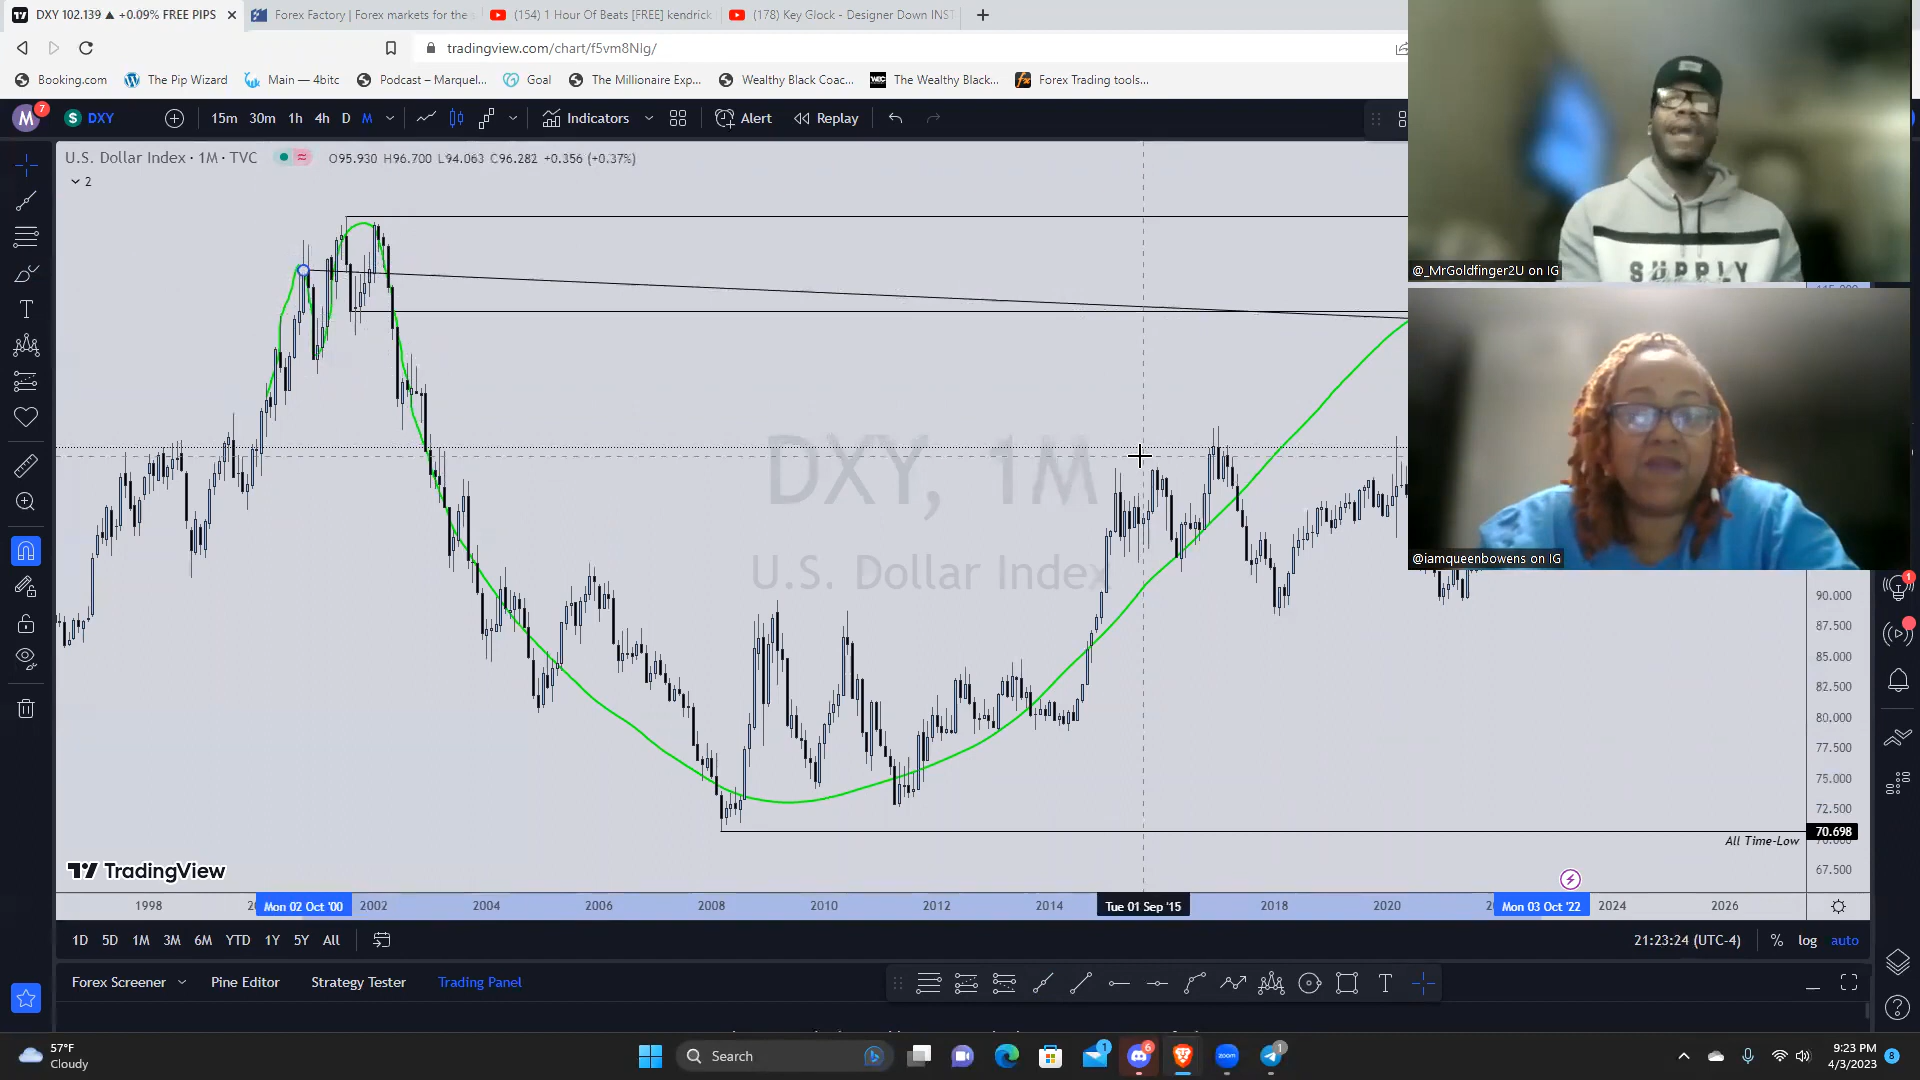 DXY 102.139 ▲ +0.09% FREE PIPS
Forex Factory | Forex markets for the s
(154) 1 Hour Of Beats [FREE] kendrick
(178) Key Glock - Designer Down INST
tradingview.com/chart/f5vm8NIg/
Booking.com
The Pip Wizard
Main — 4bitc
Podcast – Marquel...
Goal
The Millionaire Exp...
Wealthy Black Coac...
The Wealthy Black...
Forex Trading tools...
M 7
DXY
15m 30m 1h 4h D M
Indicators
Alert
Replay
U.S. Dollar Index · 1M · TVC
O95.930 H96.700 L94.063 C96.282 +0.356 (+0.37%)
2
DXY, 1M
U.S. Dollar Index
SUPPLY
@_MrGoldfinger2U on IG
@iamqueenbowens on IG
90.000
87.500
85.000
82.500
80.000
77.500
75.000
72.500
70.698
All Time-Low
67.500
TradingView
1998 Mon 02 Oct '00 2002 2004 2006 2008 2010 2012 2014 Tue 01 Sep '15 2018 2020 Mon 03 Oct '22 2024 2026
1D 5D 1M 3M 6M YTD 1Y 5Y All
21:23:24 (UTC-4) % log auto
Forex Screener Pine Editor Strategy Tester Trading Panel
57°F
Cloudy
Search
9:23 PM
4/3/2023